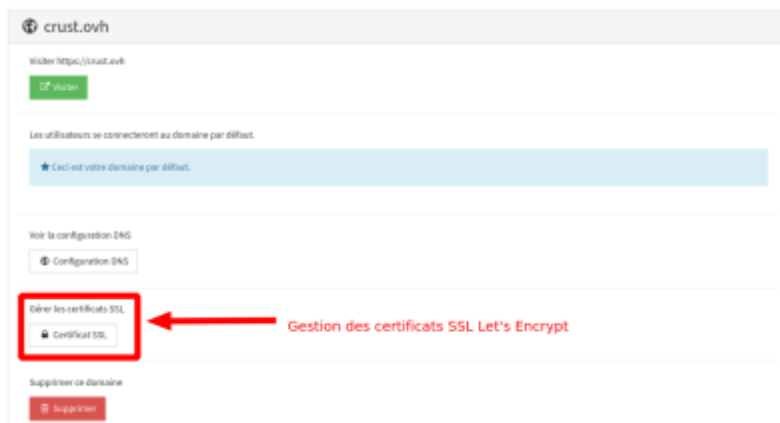 crust.ovh
Visiter https://crust.ovh
Visiter
Les utilisateurs se connecteront au domaine par défaut.
Ceci est votre domaine par défaut.
Voir la configuration DNS
Configuration DNS
Gérer les certificats SSL
Certificat SSL
Gestion des certificats SSL Let's Encrypt
Supprimer ce domaine
Supprimer